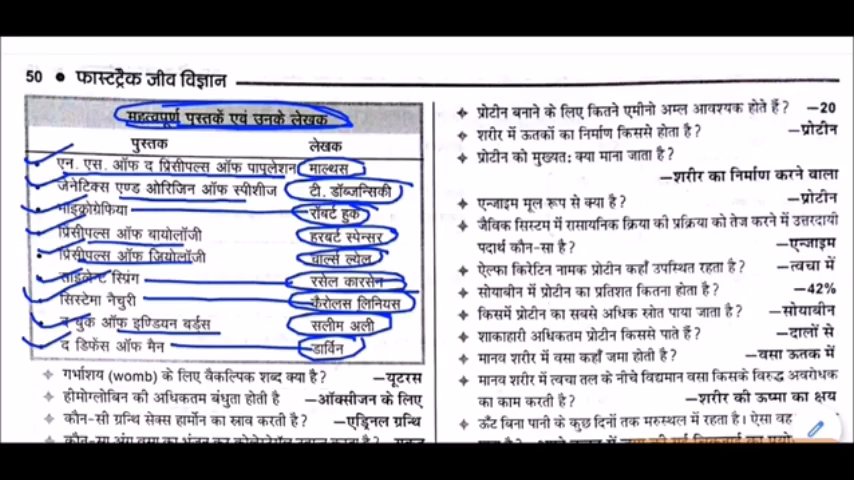 50 • फास्टट्रैक जीव विज्ञान
महत्वपूर्ण पुस्तकें एवं उनके लेखक
पुस्तक लेखक
एन. एस. ऑफ द प्रिंसीपल्स ऑफ पापुलेशन माल्थस
जेनेटिक्स एण्ड ओरिजिन ऑफ स्पीशीज टी. डॉब्जन्सिकी
माइक्रोग्रेफिया रॉबर्ट हुक
प्रिंसीपल्स ऑफ बायोलॉजी हरबर्ट स्पेन्सर
प्रिंसीपल्स ऑफ जियोलॉजी चार्ल्स ल्येल
साइलेन्ट स्प्रिंग रसेल कारसेन
सिस्टेमा नैचुरी कैरोलस लिनियस
द बुक ऑफ इण्डियन बर्डस सलीम अली
द डिफेंस ऑफ मैन डार्विन
गर्भाशय (womb) के लिए वैकल्पिक शब्द क्या है? —यूटरस
हीमोग्लोबिन की अधिकतम बंधुता होती है —ऑक्सीजन के लिए
कौन-सी ग्रन्थि सेक्स हार्मोन का स्राव करती है? —एड्रिनल ग्रन्थि
प्रोटीन बनाने के लिए कितने एमीनो अम्ल आवश्यक होते हैं? —20
शरीर में ऊतकों का निर्माण किससे होता है? —प्रोटीन
प्रोटीन को मुख्यत: क्या माना जाता है?
—शरीर का निर्माण करने वाला
एन्जाइम मूल रूप से क्या है? —प्रोटीन
जैविक सिस्टम में रासायनिक क्रिया की प्रक्रिया को तेज करने में उत्तरदायी
पदार्थ कौन-सा है? —एन्जाइम
ऐल्फा किरेटिन नामक प्रोटीन कहाँ उपस्थित रहता है? —त्वचा में
सोयाबीन में प्रोटीन का प्रतिशत कितना होता है? —42%
किसमें प्रोटीन का सबसे अधिक स्रोत पाया जाता है? —सोयाबीन
शाकाहारी अधिकतम प्रोटीन किससे पाते हैं? —दालों से
मानव शरीर में वसा कहाँ जमा होती है? —वसा ऊतक में
मानव शरीर में त्वचा तल के नीचे विद्यमान वसा किसके विरुद्ध अवरोधक
का काम करती है? —शरीर की ऊष्मा का क्षय
ऊँट बिना पानी के कुछ दिनों तक मरुस्थल में रहता है। ऐसा वह